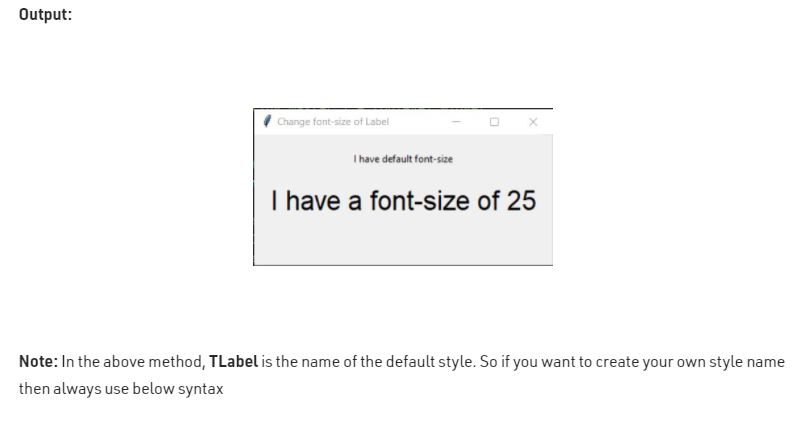 Output:
Change font-size of Label
I have default font-size
I have a font-size of 25
Note: In the above method, TLabel is the name of the default style. So if you want to create your own style name
then always use below syntax